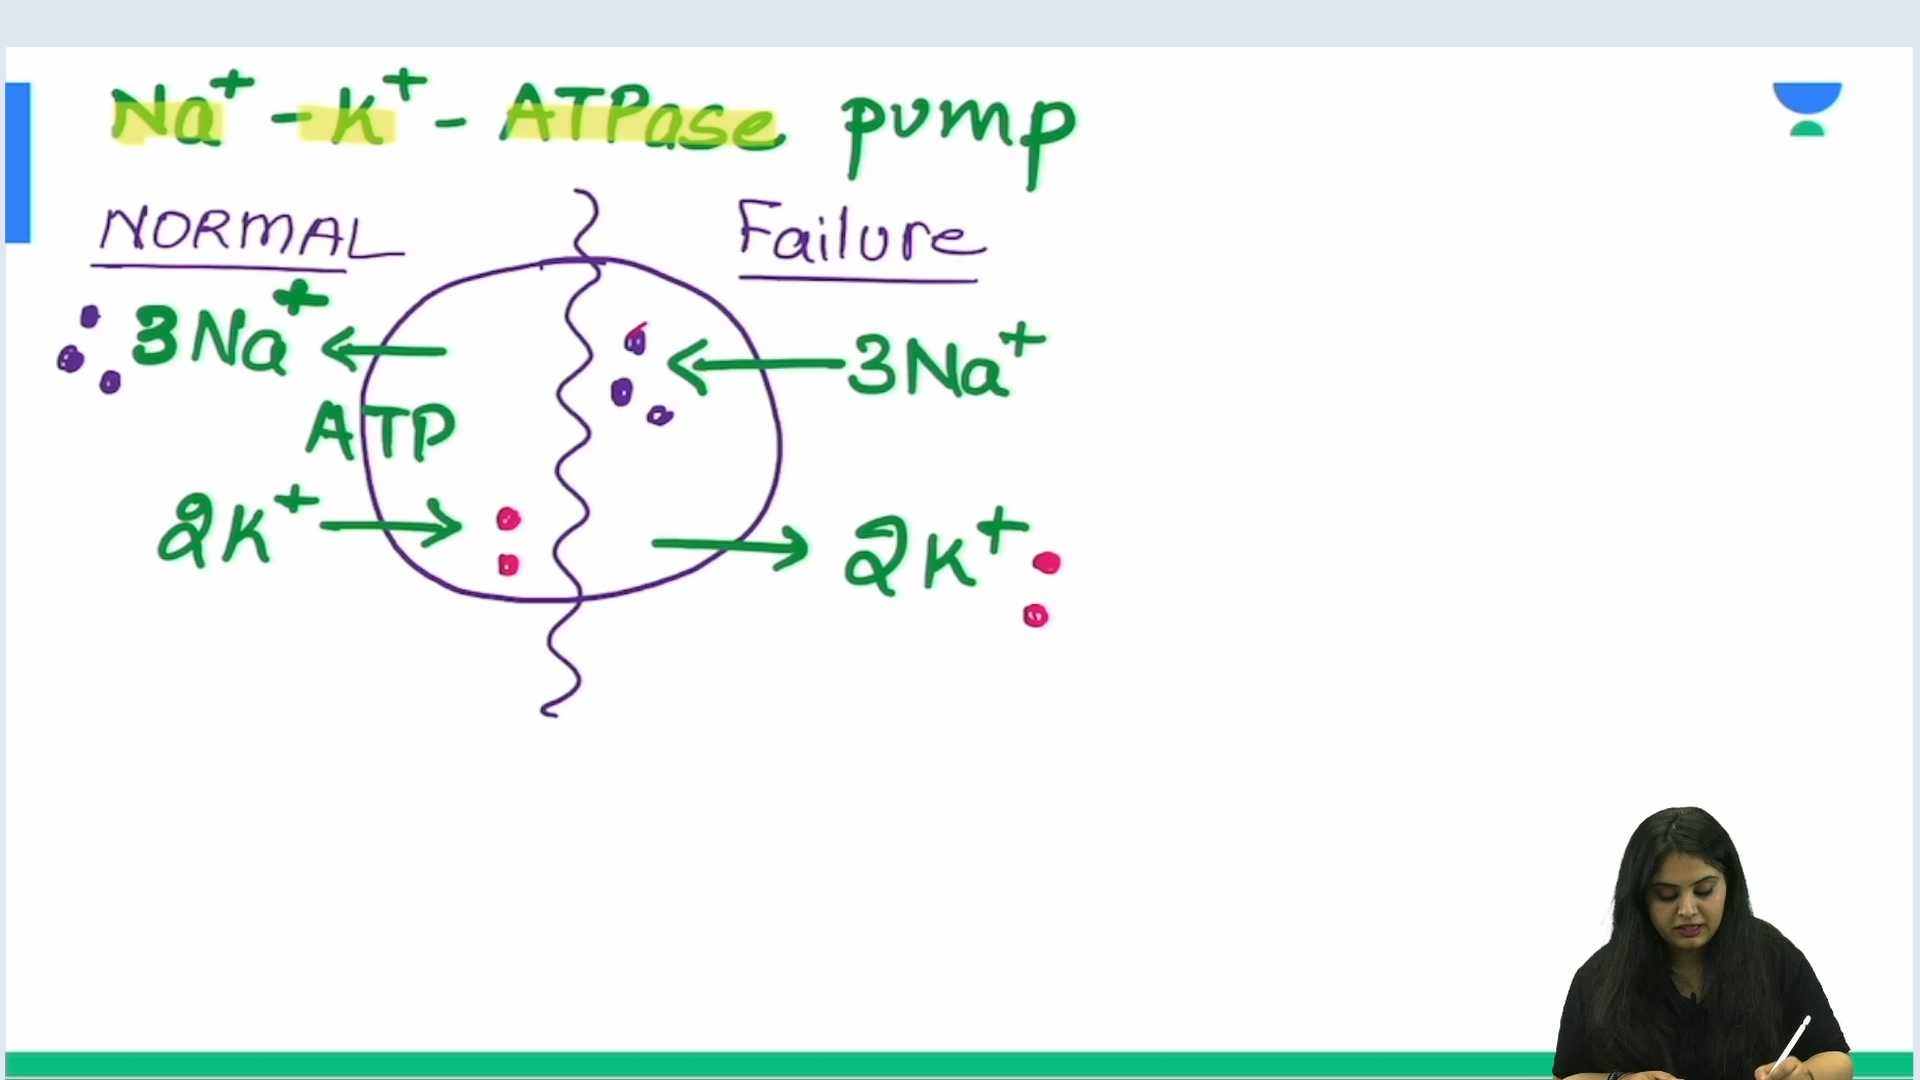 Na⁺ - K⁺ - ATPase pump
NORMAL
Failure
3Na⁺
3Na⁺
ATP
2K⁺
2K⁺